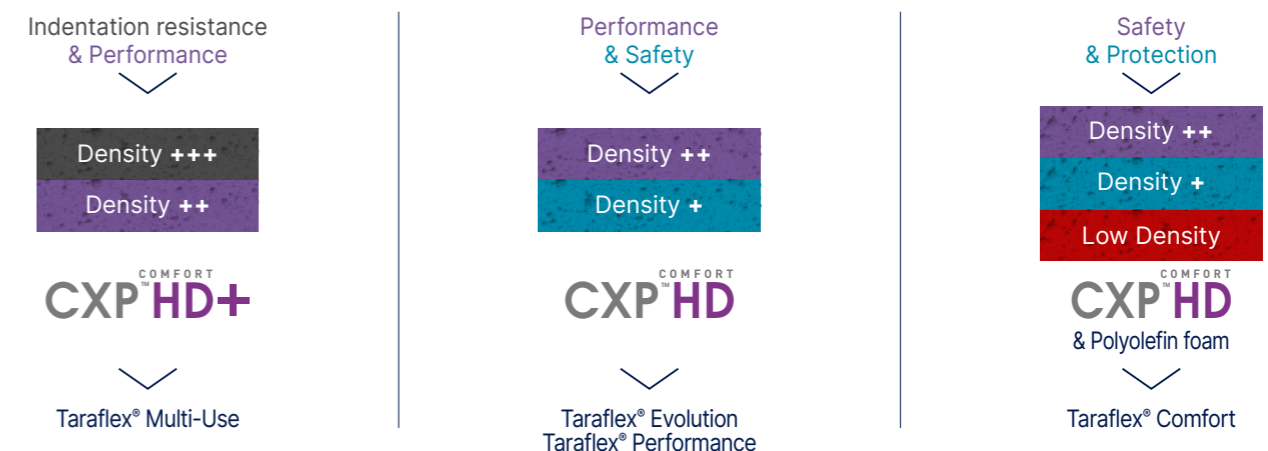 Indentation resistance
& Performance
Density +++
Density ++
COMFORT
CXP™HD+
Taraflex® Multi-Use
Performance
& Safety
Density ++
Density +
COMFORT
CXP™HD
Taraflex® Evolution
Taraflex® Performance
Safety
& Protection
Density ++
Density +
Low Density
COMFORT
CXP™HD
& Polyolefin foam
Taraflex® Comfort